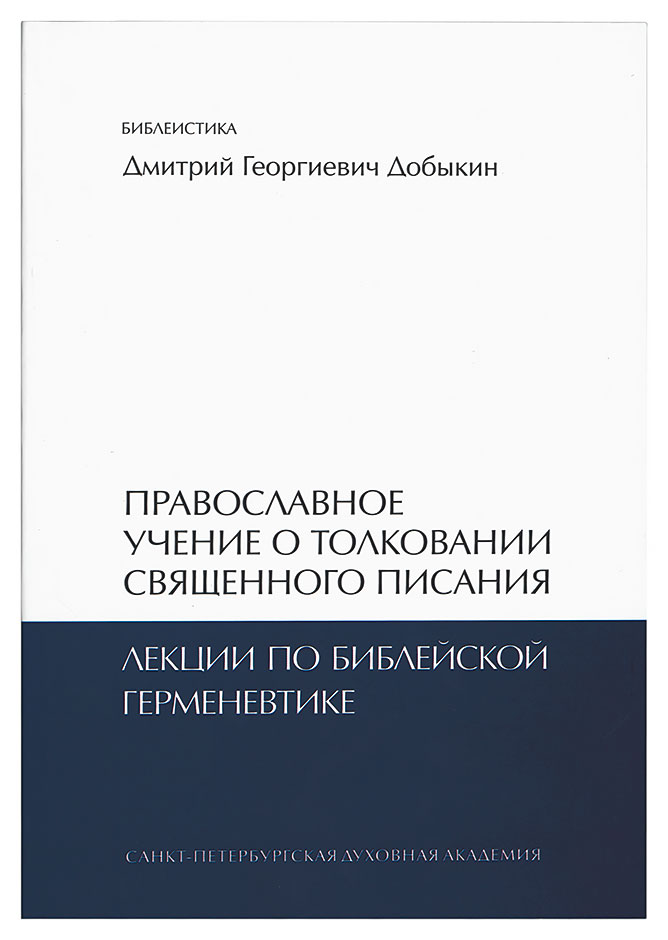 БИБЛЕИСТИКА
Дмитрий Георгиевич Добыкин
ПРАВОСЛАВНОЕ
УЧЕНИЕ О ТОЛКОВАНИИ
СВЯЩЕННОГО ПИСАНИЯ
ЛЕКЦИИ ПО БИБЛЕЙСКОЙ
ГЕРМЕНЕВТИКЕ
САНКТ-ПЕТЕРБУРГСКАЯ ДУХОВНАЯ АКАДЕМИЯ